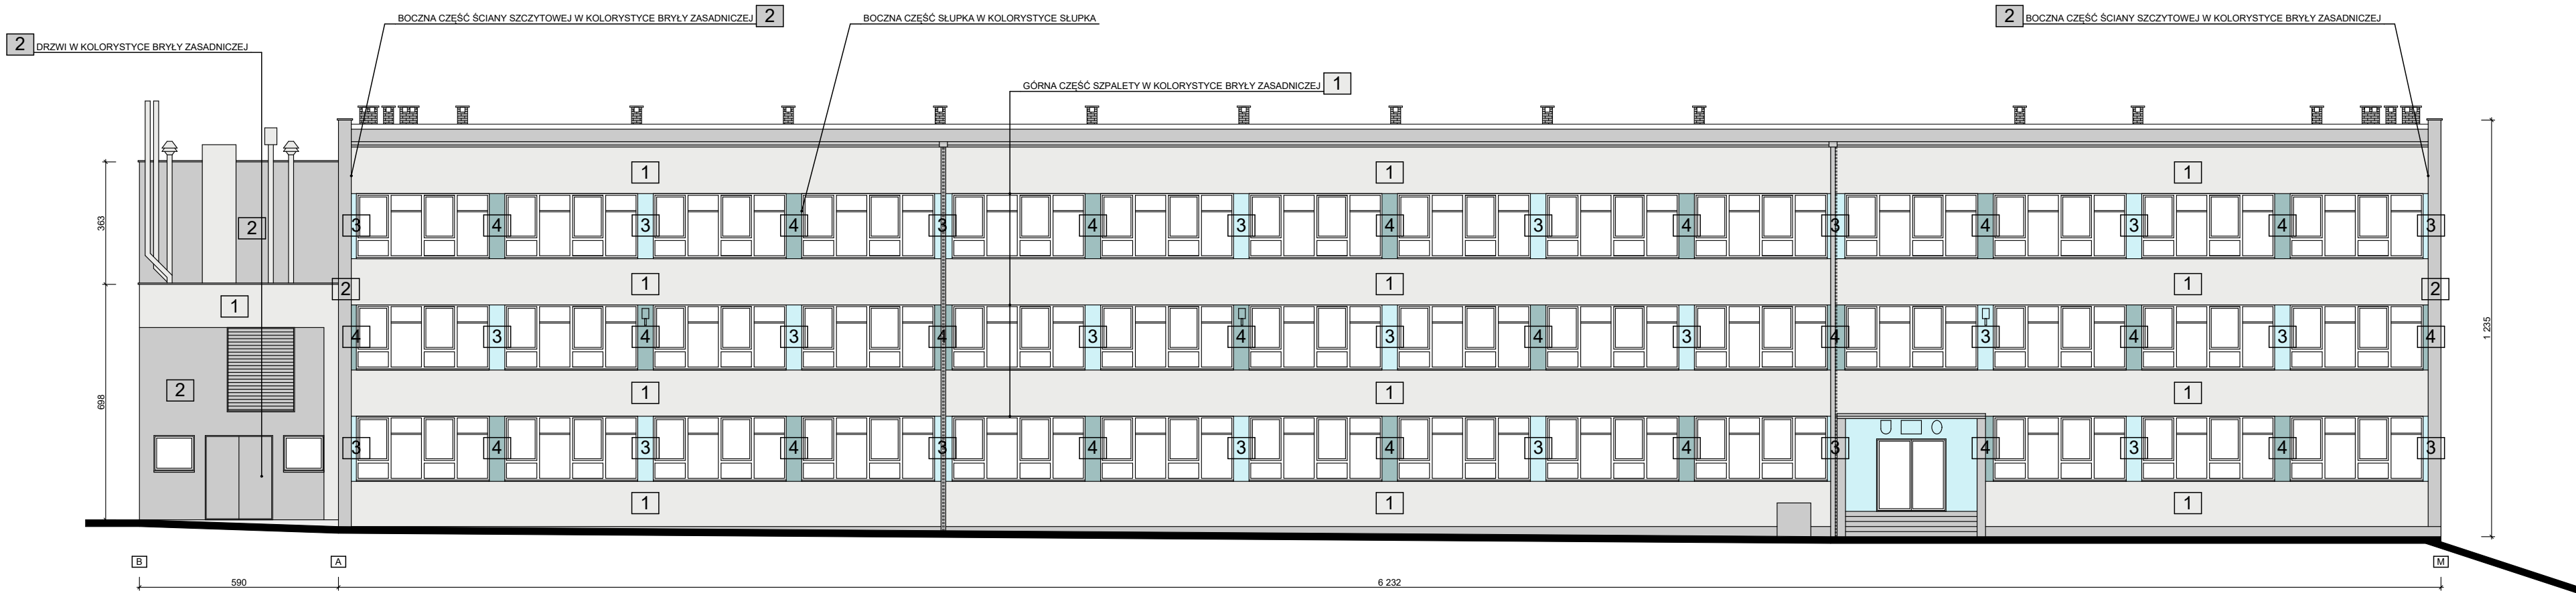 BOCZNA CZĘŚĆ ŚCIANY SZCZYTOWEJ W KOLORYSTYCE BRYŁY ZASADNICZEJ 2
BOCZNA CZĘŚĆ SŁUPKA W KOLORYSTYCE SŁUPKA
2 BOCZNA CZĘŚĆ ŚCIANY SZCZYTOWEJ W KOLORYSTYCE BRYŁY ZASADNICZEJ
2 DRZWI W KOLORYSTYCE BRYŁY ZASADNICZEJ
GÓRNA CZĘŚĆ SZPALETY W KOLORYSTYCE BRYŁY ZASADNICZEJ 1
1 1 1
363
2
3 4 3 4 3 4 3 4 3 4 3 4 3 4 3
1 1 1
2 2
1
4 3 4 3 4 3 4 3 4 3 4 3 4 3 4
1 235
2
1 1 1
698
3 4 3 4 3 4 3 4 3 4 3 4 3 4 3
1 1 1
B A M
590 6 232